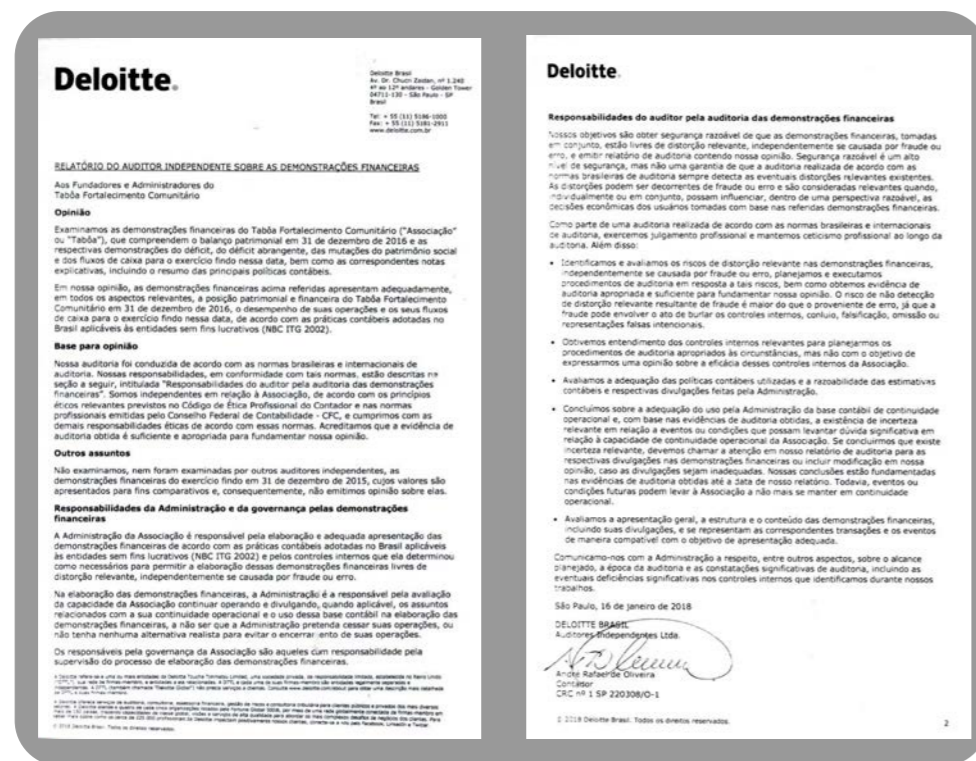 Deloitte.
Deloitte Brasil
Av. Dr. Chucri Zaidan, nº 1.240
4º ao 12º andares - Golden Tower
04711-130 - São Paulo - SP
Brasil
Tel: + 55 (11) 5186-1000
Fax: + 55 (11) 5181-2911
www.deloitte.com.br
RELATÓRIO DO AUDITOR INDEPENDENTE SOBRE AS DEMONSTRAÇÕES FINANCEIRAS
Aos Fundadores e Administradores do
Tabôa Fortalecimento Comunitário
Opinião
Examinamos as demonstrações financeiras do Tabôa Fortalecimento Comunitário ("Associação"
ou "Tabôa"), que compreendem o balanço patrimonial em 31 de dezembro de 2016 e as
respectivas demonstrações do déficit, do déficit abrangente, das mutações do patrimônio social
e dos fluxos de caixa para o exercício findo nessa data, bem como as correspondentes notas
explicativas, incluindo o resumo das principais políticas contábeis.
Em nossa opinião, as demonstrações financeiras acima referidas apresentam adequadamente,
em todos os aspectos relevantes, a posição patrimonial e financeira do Tabôa Fortalecimento
Comunitário em 31 de dezembro de 2016, o desempenho de suas operações e os seus fluxos
de caixa para o exercício findo nessa data, de acordo com as práticas contábeis adotadas no
Brasil aplicáveis às entidades sem fins lucrativos (NBC ITG 2002).
Base para opinião
Nossa auditoria foi conduzida de acordo com as normas brasileiras e internacionais de
auditoria. Nossas responsabilidades, em conformidade com tais normas, estão descritas na
seção a seguir, intitulada "Responsabilidades do auditor pela auditoria das demonstrações
financeiras". Somos independentes em relação à Associação, de acordo com os princípios
éticos relevantes previstos no Código de Ética Profissional do Contador e nas normas
profissionais emitidas pelo Conselho Federal de Contabilidade - CFC, e cumprimos com as
demais responsabilidades éticas de acordo com essas normas. Acreditamos que a evidência de
auditoria obtida é suficiente e apropriada para fundamentar nossa opinião.
Outros assuntos
Não examinamos, nem foram examinadas por outros auditores independentes, as
demonstrações financeiras do exercício findo em 31 de dezembro de 2015, cujos valores são
apresentados para fins comparativos e, consequentemente, não emitimos opinião sobre elas.
Responsabilidades da Administração e da governança pelas demonstrações
financeiras
A Administração da Associação é responsável pela elaboração e adequada apresentação das
demonstrações financeiras de acordo com as práticas contábeis adotadas no Brasil aplicáveis
às entidades sem fins lucrativos (NBC ITG 2002) e pelos controles internos que ela determinou
como necessários para permitir a elaboração dessas demonstrações financeiras livres de
distorção relevante, independentemente se causada por fraude ou erro.
Na elaboração das demonstrações financeiras, a Administração é a responsável pela avaliação
da capacidade da Associação continuar operando e divulgando, quando aplicável, os assuntos
relacionados com a sua continuidade operacional e o uso dessa base contábil na elaboração das
demonstrações financeiras, a não ser que a Administração pretenda cessar suas operações, ou
não tenha nenhuma alternativa realista para evitar o encerramento de suas operações.
Os responsáveis pela governança da Associação são aqueles com responsabilidade pela
supervisão do processo de elaboração das demonstrações financeiras.
© 2018 Deloitte Brasil. Todos os direitos reservados.
Deloitte.
Responsabilidades do auditor pela auditoria das demonstrações financeiras
Nossos objetivos são obter segurança razoável de que as demonstrações financeiras, tomadas
em conjunto, estão livres de distorção relevante, independentemente se causada por fraude ou
erro, e emitir relatório de auditoria contendo nossa opinião. Segurança razoável é um alto
nível de segurança, mas não uma garantia de que a auditoria realizada de acordo com as
normas brasileiras de auditoria sempre detecta as eventuais distorções relevantes existentes.
As distorções podem ser decorrentes de fraude ou erro e são consideradas relevantes quando,
individualmente ou em conjunto, possam influenciar, dentro de uma perspectiva razoável, as
decisões econômicas dos usuários tomadas com base nas referidas demonstrações financeiras.
Como parte de uma auditoria realizada de acordo com as normas brasileiras e internacionais
de auditoria, exercemos julgamento profissional e mantemos ceticismo profissional ao longo da
auditoria. Além disso:
• Identificamos e avaliamos os riscos de distorção relevante nas demonstrações financeiras,
independentemente se causada por fraude ou erro, planejamos e executamos
procedimentos de auditoria em resposta a tais riscos, bem como obtemos evidência de
auditoria apropriada e suficiente para fundamentar nossa opinião. O risco de não detecção
de distorção relevante resultante de fraude é maior do que o proveniente de erro, já que a
fraude pode envolver o ato de burlar os controles internos, conluio, falsificação, omissão ou
representações falsas intencionais.
• Obtivemos entendimento dos controles internos relevantes para planejarmos os
procedimentos de auditoria apropriados às circunstâncias, mas não com o objetivo de
expressarmos uma opinião sobre a eficácia desses controles internos da Associação.
• Avaliamos a adequação das políticas contábeis utilizadas e a razoabilidade das estimativas
contábeis e respectivas divulgações feitas pela Administração.
• Concluímos sobre a adequação do uso pela Administração da base contábil de continuidade
operacional e, com base nas evidências de auditoria obtidas, a existência de incerteza
relevante em relação a eventos ou condições que possam levantar dúvida significativa em
relação à capacidade de continuidade operacional da Associação. Se concluirmos que existe
incerteza relevante, devemos chamar a atenção em nosso relatório de auditoria para as
respectivas divulgações nas demonstrações financeiras ou incluir modificação em nossa
opinião, caso as divulgações sejam inadequadas. Nossas conclusões estão fundamentadas
nas evidências de auditoria obtidas até a data de nosso relatório. Todavia, eventos ou
condições futuras podem levar à Associação a não mais se manter em continuidade
operacional.
• Avaliamos a apresentação geral, a estrutura e o conteúdo das demonstrações financeiras,
incluindo suas divulgações, e se representam as correspondentes transações e os eventos
de maneira compatível com o objetivo de apresentação adequada.
Comunicamo-nos com a Administração a respeito, entre outros aspectos, sobre o alcance
planejado, a época da auditoria e as constatações significativas de auditoria, incluindo as
eventuais deficiências significativas nos controles internos que identificamos durante nossos
trabalhos.
São Paulo, 16 de janeiro de 2018
DELOITTE BRASIL
Auditores Independentes Ltda.
André Rafael de Oliveira
Contador
CRC nº 1 SP 220308/O-1
© 2018 Deloitte Brasil. Todos os direitos reservados.
2